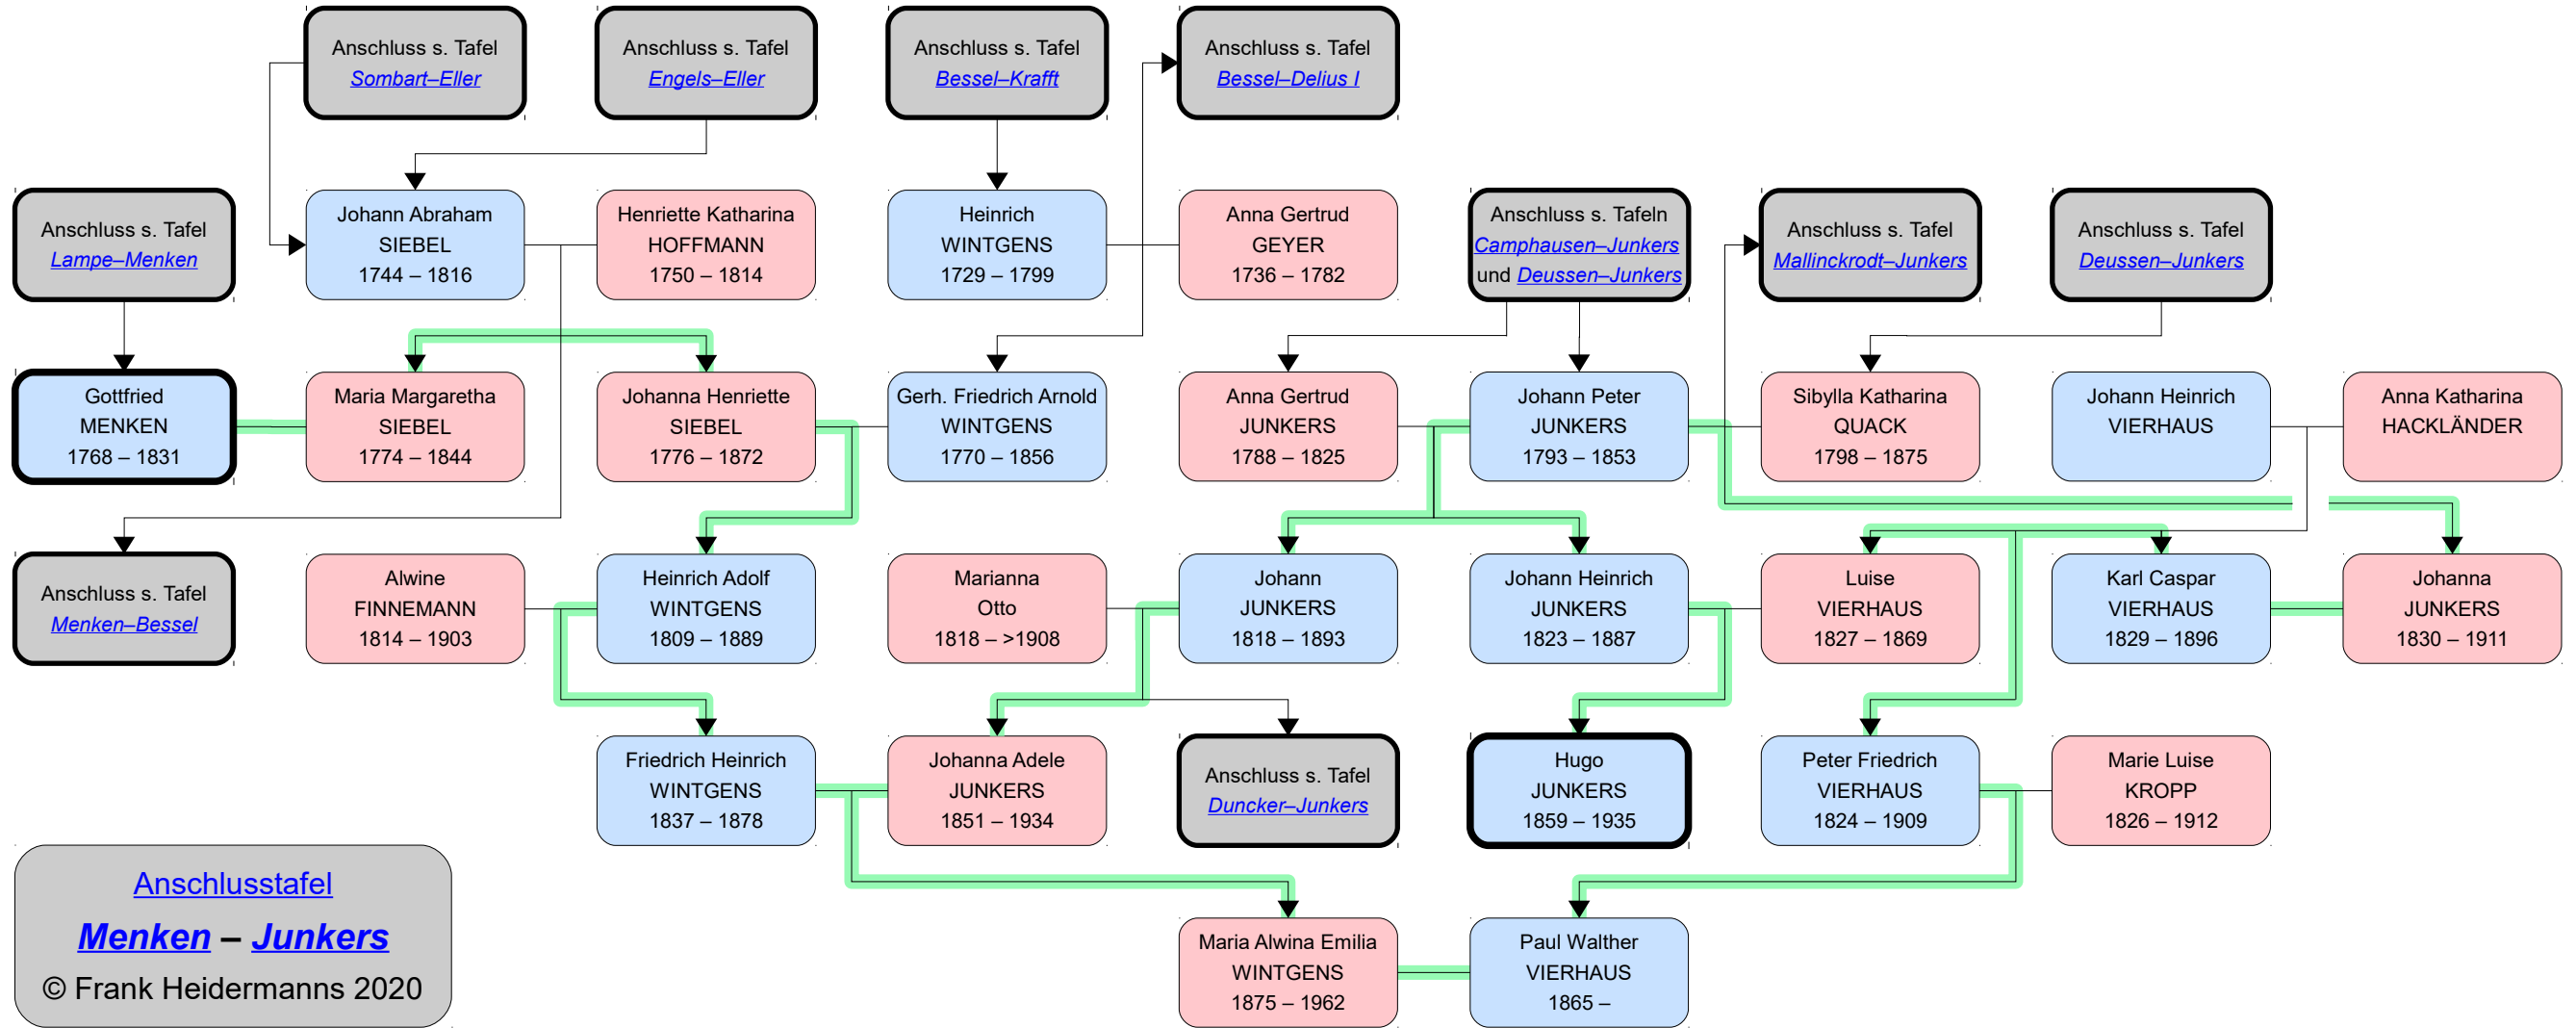 Anschluss s. Tafel
Sombart–Eller
Anschluss s. Tafel
Engels–Eller
Anschluss s. Tafel
Bessel–Krafft
Anschluss s. Tafel
Bessel–Delius I
Anschluss s. Tafel
Lampe–Menken
Johann Abraham
SIEBEL
1744 – 1816
Henriette Katharina
HOFFMANN
1750 – 1814
Heinrich
WINTGENS
1729 – 1799
Anna Gertrud
GEYER
1736 – 1782
Anschluss s. Tafeln
Camphausen–Junkers
und Deussen–Junkers
Anschluss s. Tafel
Mallinckrodt–Junkers
Anschluss s. Tafel
Deussen–Junkers
Gottfried
MENKEN
1768 – 1831
Maria Margaretha
SIEBEL
1774 – 1844
Johanna Henriette
SIEBEL
1776 – 1872
Gerh. Friedrich Arnold
WINTGENS
1770 – 1856
Anna Gertrud
JUNKERS
1788 – 1825
Johann Peter
JUNKERS
1793 – 1853
Sibylla Katharina
QUACK
1798 – 1875
Johann Heinrich
VIERHAUS
Anna Katharina
HACKLÄNDER
Anschluss s. Tafel
Menken–Bessel
Alwine
FINNEMANN
1814 – 1903
Heinrich Adolf
WINTGENS
1809 – 1889
Marianna
Otto
1818 – >1908
Johann
JUNKERS
1818 – 1893
Johann Heinrich
JUNKERS
1823 – 1887
Luise
VIERHAUS
1827 – 1869
Karl Caspar
VIERHAUS
1829 – 1896
Johanna
JUNKERS
1830 – 1911
Friedrich Heinrich
WINTGENS
1837 – 1878
Johanna Adele
JUNKERS
1851 – 1934
Anschluss s. Tafel
Duncker–Junkers
Hugo
JUNKERS
1859 – 1935
Peter Friedrich
VIERHAUS
1824 – 1909
Marie Luise
KROPP
1826 – 1912
Anschlusstafel
Menken – Junkers
© Frank Heidermanns 2020
Maria Alwina Emilia
WINTGENS
1875 – 1962
Paul Walther
VIERHAUS
1865 –